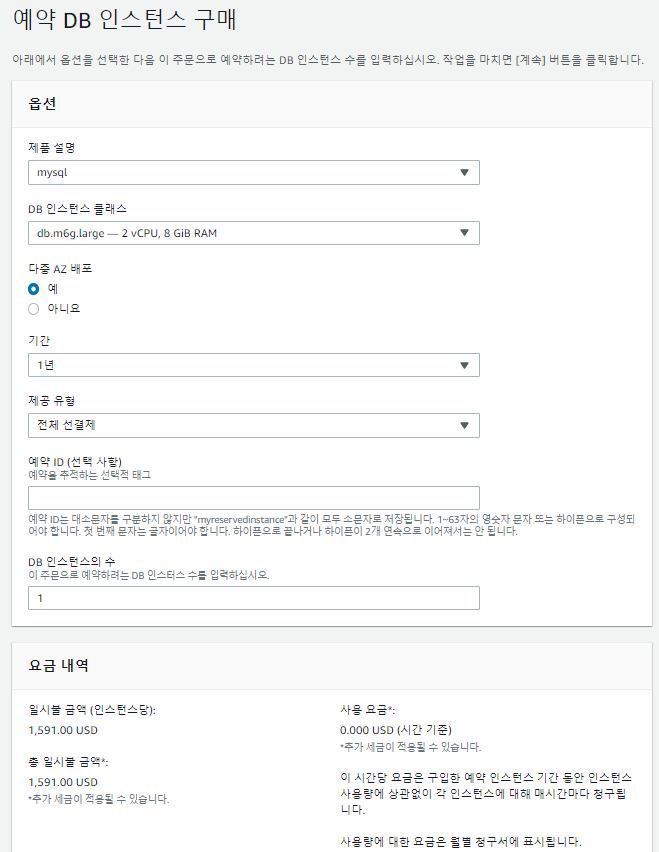 예약 DB 인스턴스 구매
아래에서 옵션을 선택한 다음 이 주문으로 예약하려는 DB 인스턴스 수를 입력하십시오. 작업을 마치면 [계속] 버튼을 클릭합니다.
옵션
제품 설명
mysql
DB 인스턴스 클래스
db.m6g.large — 2 vCPU, 8 GiB RAM
다중 AZ 배포
예
아니요
기간
1년
제공 유형
전체 선결제
예약 ID (선택 사항)
예약을 추적하는 선택적 태그
예약 ID는 대소문자를 구분하지 않지만 "myreservedinstance"과 같이 모두 소문자로 저장됩니다. 1~63자의 영숫자 문자 또는 하이픈으로 구성되
어야 합니다. 첫 번째 문자는 글자이어야 합니다. 하이픈으로 끝나거나 하이픈이 2개 연속으로 이어져서는 안 됩니다.
DB 인스턴스의 수
이 주문으로 예약하려는 DB 인스턴스 수를 입력하십시오.
1
요금 내역
일시불 금액 (인스턴스당):
1,591.00 USD
총 일시불 금액*:
1,591.00 USD
*추가 세금이 적용될 수 있습니다.
사용 요금*:
0.000 USD (시간 기준)
*추가 세금이 적용될 수 있습니다.
이 시간당 요금은 구입한 예약 인스턴스 기간 동안 인스턴스
사용량에 상관없이 각 인스턴스에 대해 매시간마다 청구됩
니다.
사용량에 대한 요금은 월별 청구서에 표시됩니다.